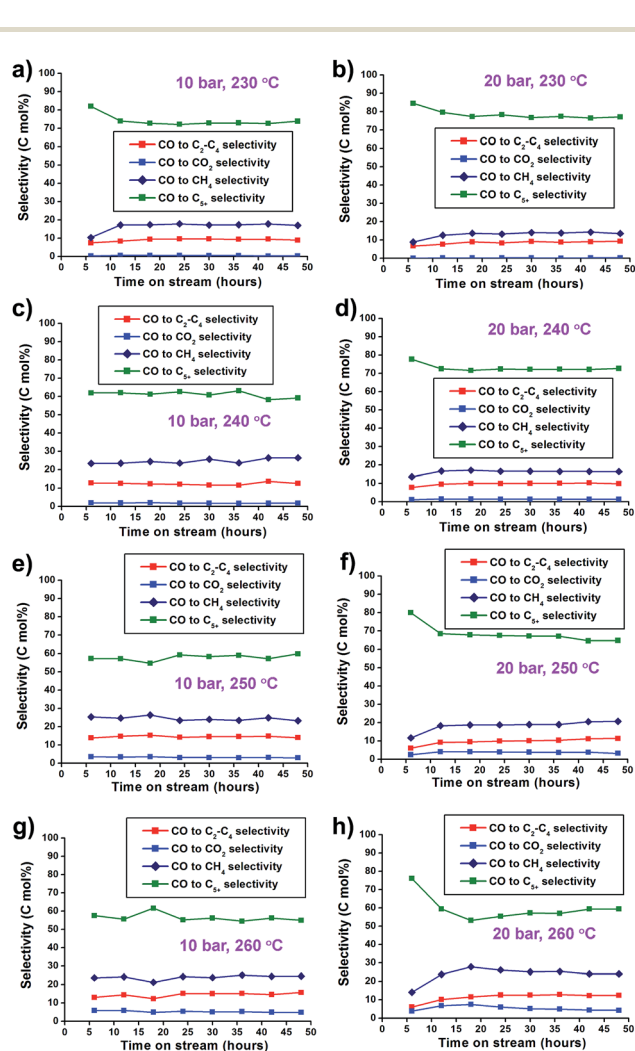 a)
10 bar, 230 °C
Selectivity (C mol%)
100
90
80
70
60
50
40
30
20
10
0
CO to C2-C4 selectivity
CO to CO2 selectivity
CO to CH4 selectivity
CO to C5+ selectivity
0 5 10 15 20 25 30 35 40 45 50
Time on stream (hours)
b)
20 bar, 230 °C
Selectivity (C mol%)
100
90
80
70
60
50
40
30
20
10
0
CO to C2-C4 selectivity
CO to CO2 selectivity
CO to CH4 selectivity
CO to C5+ selectivity
0 5 10 15 20 25 30 35 40 45 50
Time on stream (hours)
c)
CO to C2-C4 selectivity
CO to CO2 selectivity
CO to CH4 selectivity
CO to C5+ selectivity
Selectivity (C mol%)
100
90
80
70
60
50
40
30
20
10
0
10 bar, 240 °C
0 5 10 15 20 25 30 35 40 45 50
Time on stream (hours)
d)
20 bar, 240 °C
Selectivity (C mol%)
100
90
80
70
60
50
40
30
20
10
0
CO to C2-C4 selectivity
CO to CO2 selectivity
CO to CH4 selectivity
CO to C5+ selectivity
0 5 10 15 20 25 30 35 40 45 50
Time on stream (hours)
e)
CO to C2-C4 selectivity
CO to CO2 selectivity
CO to CH4 selectivity
CO to C5+ selectivity
Selectivity (C mol%)
100
90
80
70
60
50
40
30
20
10
0
10 bar, 250 °C
0 5 10 15 20 25 30 35 40 45 50
Time on stream (hours)
f)
CO to C2-C4 selectivity
CO to CO2 selectivity
CO to CH4 selectivity
CO to C5+ selectivity
Selectivity (C mol%)
100
90
80
70
60
50
40
30
20
10
0
20 bar, 250 °C
0 5 10 15 20 25 30 35 40 45 50
Time on stream (hours)
g)
CO to C2-C4 selectivity
CO to CO2 selectivity
CO to CH4 selectivity
CO to C5+ selectivity
Selectivity (C mol%)
100
90
80
70
60
50
40
30
20
10
0
10 bar, 260 °C
0 5 10 15 20 25 30 35 40 45 50
Time on stream (hours)
h)
CO to C2-C4 selectivity
CO to CO2 selectivity
CO to CH4 selectivity
CO to C5+ selectivity
Selectivity (C mol%)
100
90
80
70
60
50
40
30
20
10
0
20 bar, 260 °C
0 5 10 15 20 25 30 35 40 45 50
Time on stream (hours)